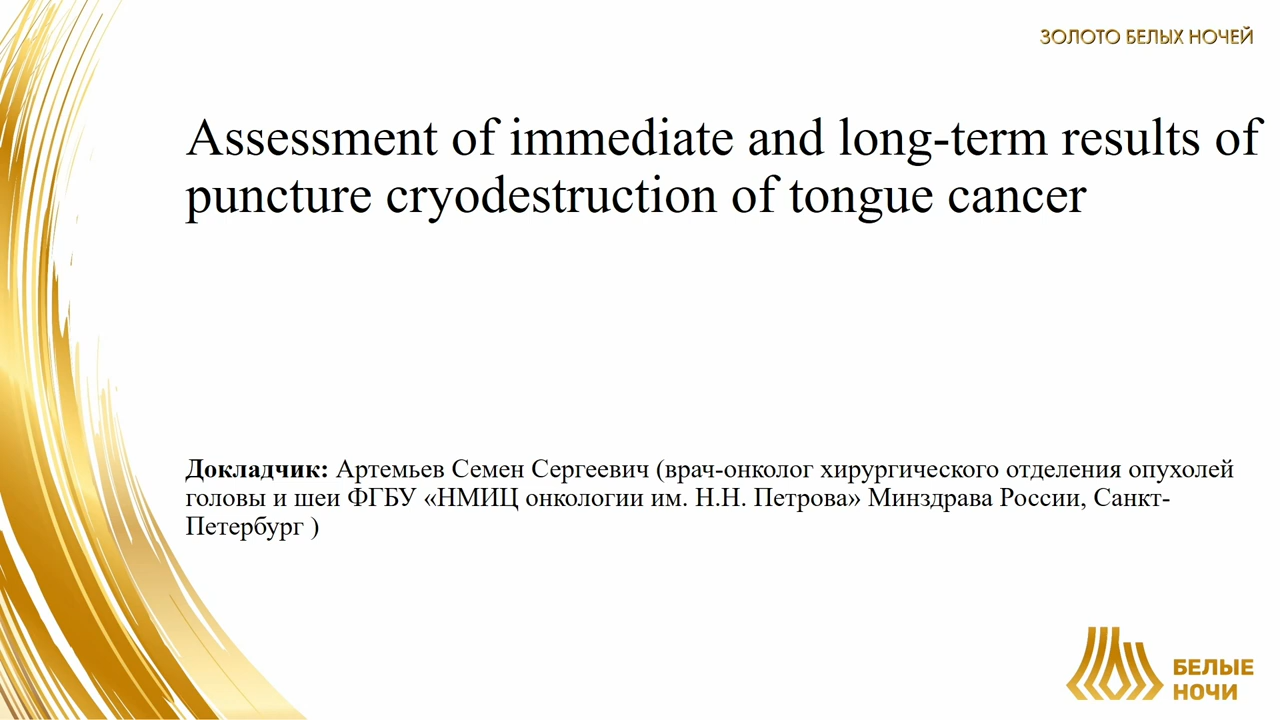 ЗОЛОТО БЕЛЫХ НОЧЕЙ
Assessment of immediate and long-term results of
puncture cryodestruction of tongue cancer
Докладчик: Артемьев Семен Сергеевич (врач-онколог хирургического отделения опухолей
головы и шеи ФГБУ «НМИЦ онкологии им. Н.Н. Петрова» Минздрава России, Санкт-
Петербург )
БЕЛЫЕ
НОЧИ